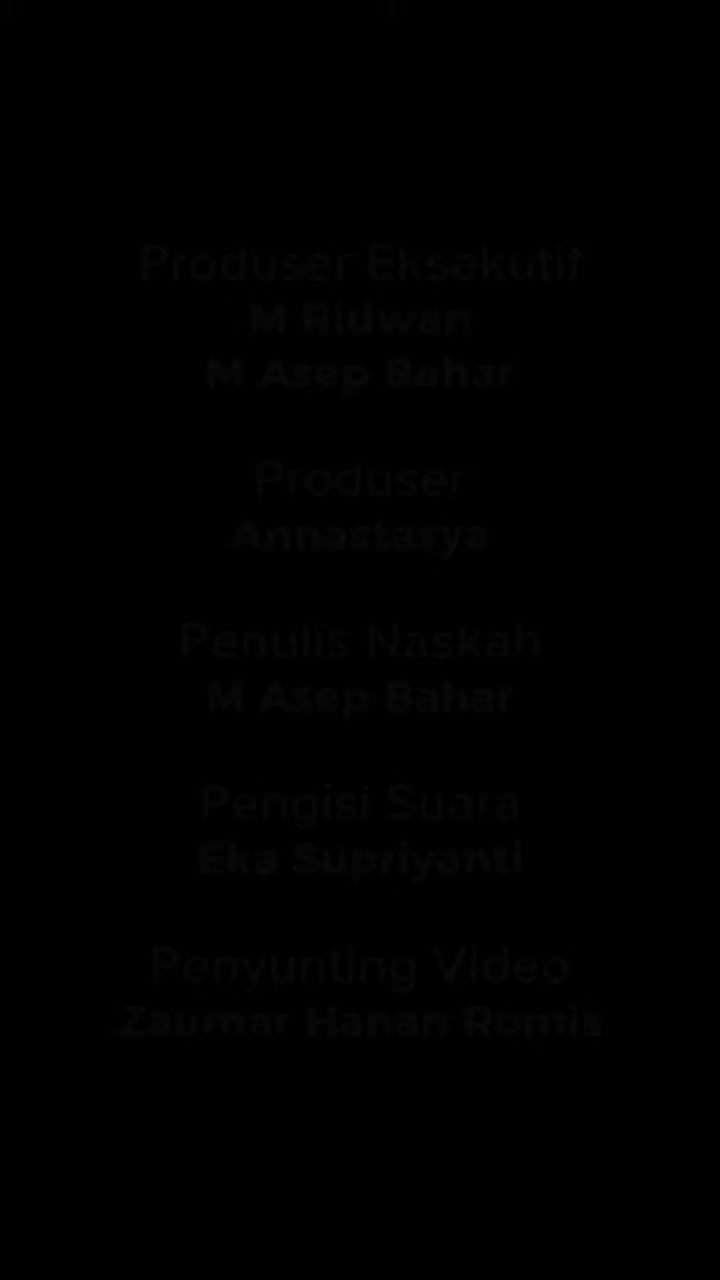 Produser Eksekutif
M Ridwan
M Asep Bahar
Produser
Annastasya
Penulis Naskah
M Asep Bahar
Pengisi Suara
Eka Supriyanti
Penyunting Video
Zaumar Hanan Romis